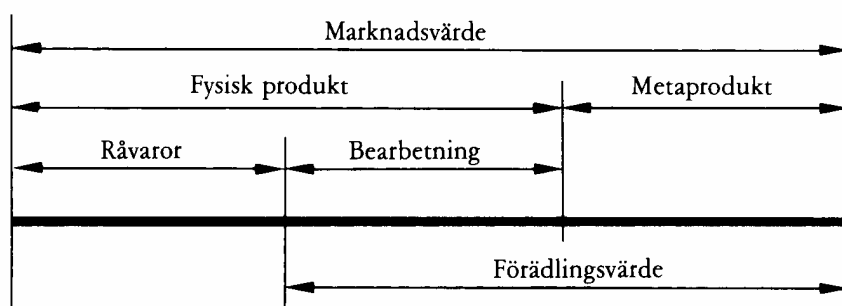 Marknadsvärde
Fysisk produkt
Metaprodukt
Råvaror
Bearbetning
Förädlingsvärde